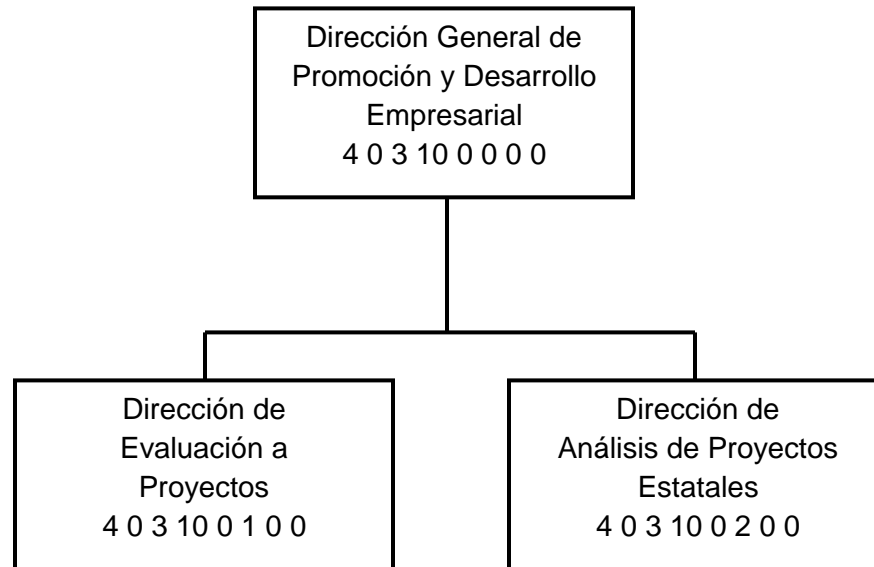 Dirección General de
Promoción y Desarrollo
Empresarial
4 0 3 10 0 0 0 0
Dirección de
Evaluación a
Proyectos
4 0 3 10 0 1 0 0
Dirección de
Análisis de Proyectos
Estatales
4 0 3 10 0 2 0 0